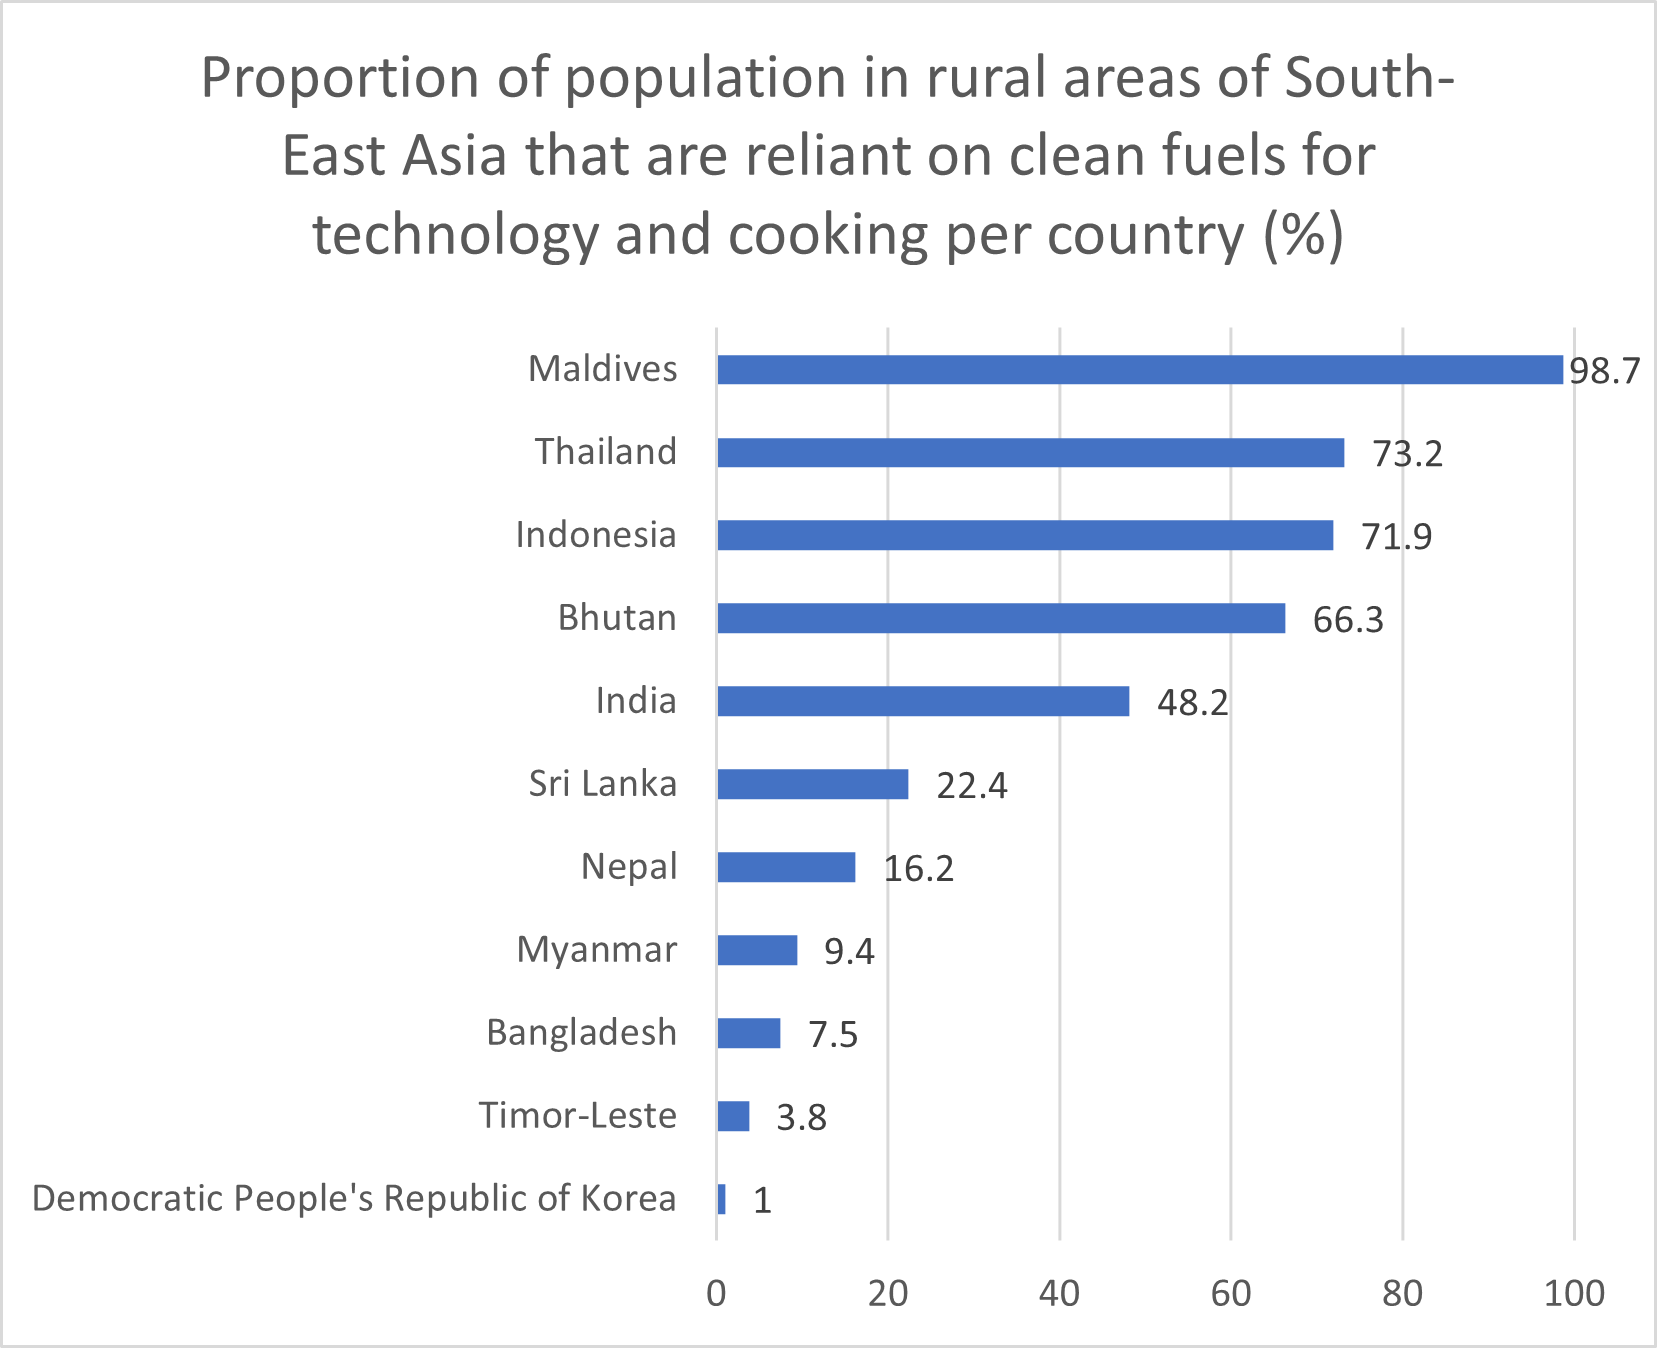 Proportion of population in rural areas of South-
East Asia that are reliant on clean fuels for
technology and cooking per country (%)
Maldives 98.7
Thailand 73.2
Indonesia 71.9
Bhutan 66.3
India 48.2
Sri Lanka 22.4
Nepal 16.2
Myanmar 9.4
Bangladesh 7.5
Timor-Leste 3.8
Democratic People's Republic of Korea 1
0 20 40 60 80 100